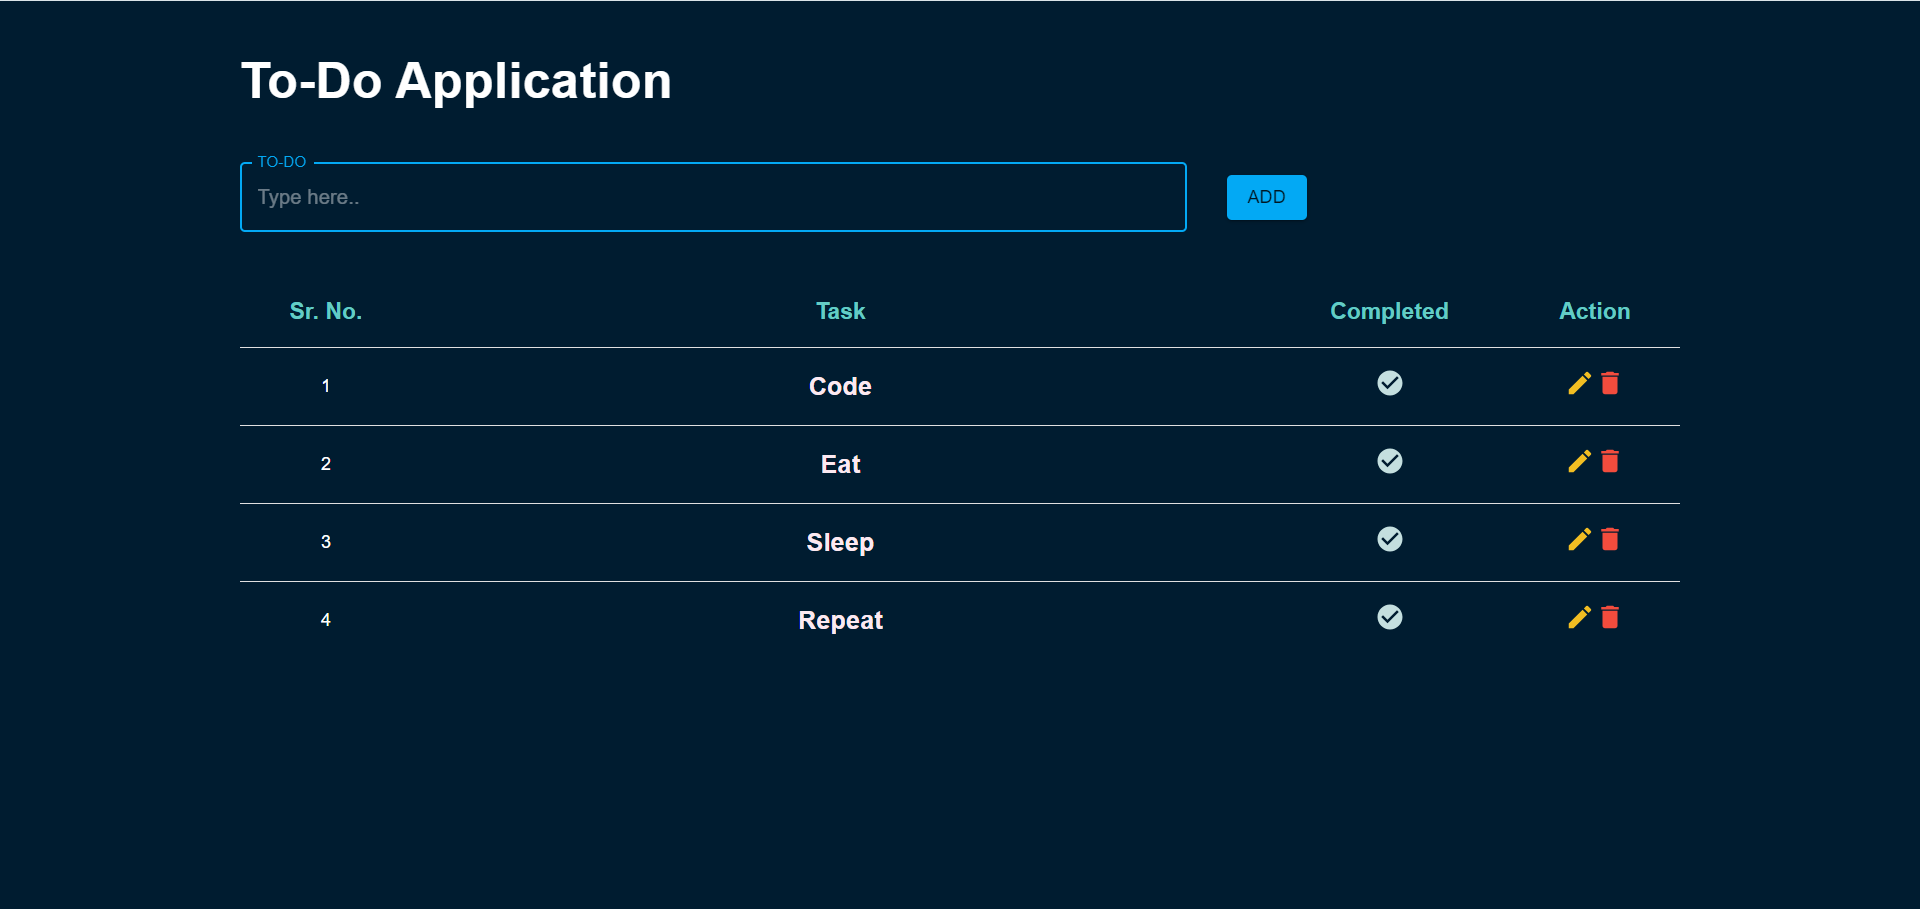 To-Do Application
TO-DO
Type here..
ADD
Sr. No. Task Completed Action
1 Code
2 Eat
3 Sleep
4 Repeat